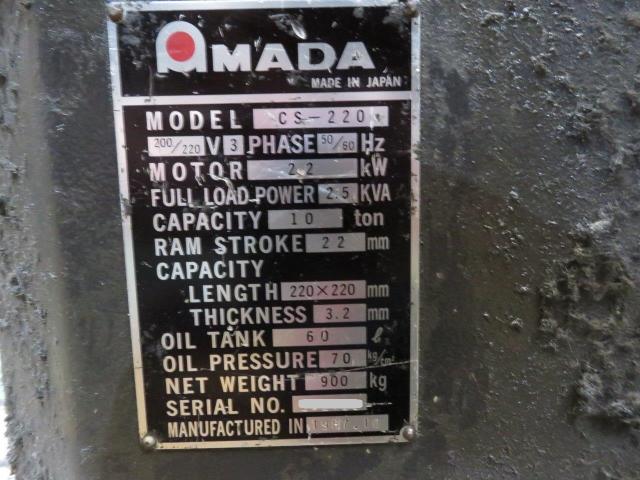 AMADA
MADE IN JAPAN
MODEL CS-220
200/220 V 3 PHASE 50/60 Hz
MOTOR 2.2 kW
FULL LOAD POWER 2.5 KVA
CAPACITY 10 ton
RAM STROKE 22 mm
CAPACITY
LENGTH 220×220 mm
THICKNESS 3.2 mm
OIL TANK 60 ℓ
OIL PRESSURE 70 kg/cm²
NET WEIGHT 900 kg
SERIAL NO.
MANUFACTURED IN